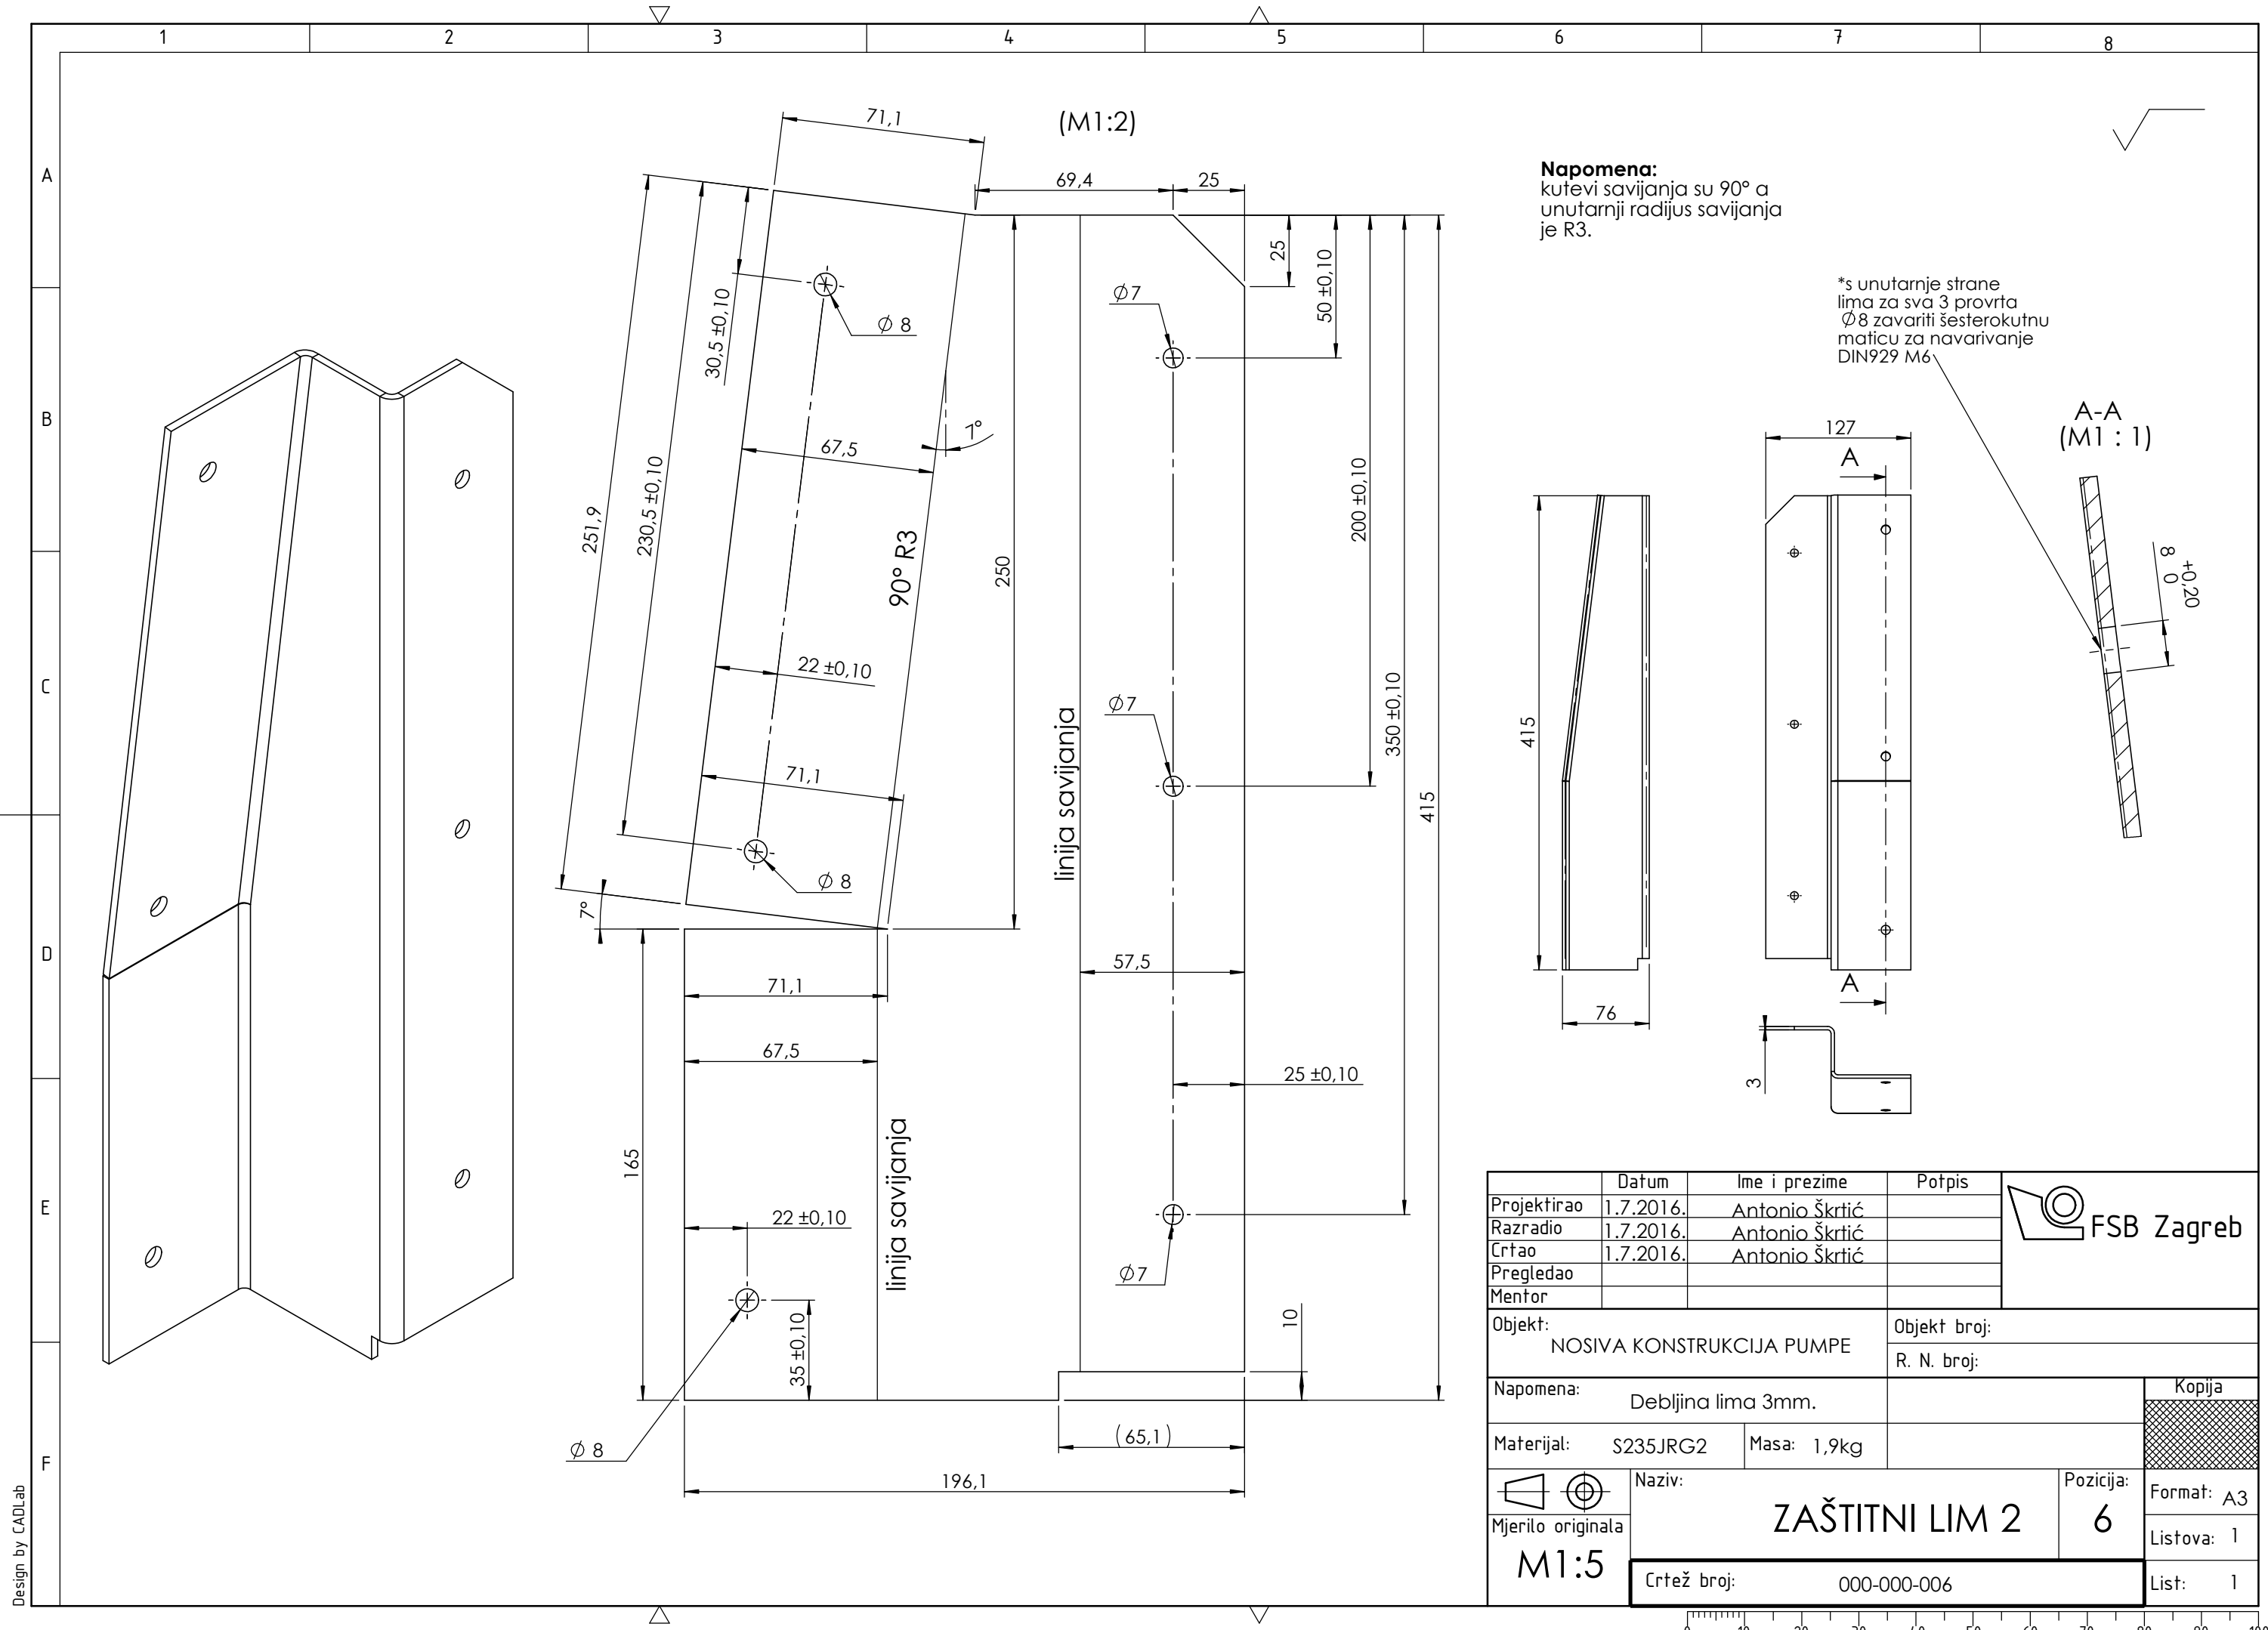 1 2 3 4 5 6 7 8
A
B
C
D
E
F
(M1:2)
71,1
69,4
25
25
50 ±0,10
30,5 ±0,10
Ø 8
Ø7
7°
67,5
251,9
230,5 ±0,10
90° R3
250
200 ±0,10
22 ±0,10
Ø7
350 ±0,10
415
linija savijanja
71,1
Ø 8
7°
57,5
71,1
67,5
25 ±0,10
165
linija savijanja
22 ±0,10
Ø7
35 ±0,10
10
Ø 8
(65,1)
196,1
Napomena:
kutevi savijanja su 90° a
unutarnji radijus savijanja
je R3.
*s unutarnje strane
lima za sva 3 provrta
Ø8 zavariti šesterokutnu
maticu za navarivanje
DIN929 M6
A-A
(M1 : 1)
127
A
8 +0,20 0
415
A
76
3
Datum Ime i prezime Potpis
Projektirao 1.7.2016. Antonio Škrtić
Razradio 1.7.2016. Antonio Škrtić
Crtao 1.7.2016. Antonio Škrtić
Pregledao
Mentor
FSB Zagreb
Objekt:
NOSIVA KONSTRUKCIJA PUMPE
Objekt broj:
R. N. broj:
Napomena:
Debljina lima 3mm.
Kopija
Materijal: S235JRG2 Masa: 1,9kg
Naziv:
ZAŠTITNI LIM 2
Pozicija:
6
Format: A3
Listova: 1
Mjerilo originala
M1:5
Crtež broj: 000-000-006
List: 1
Design by CADLab